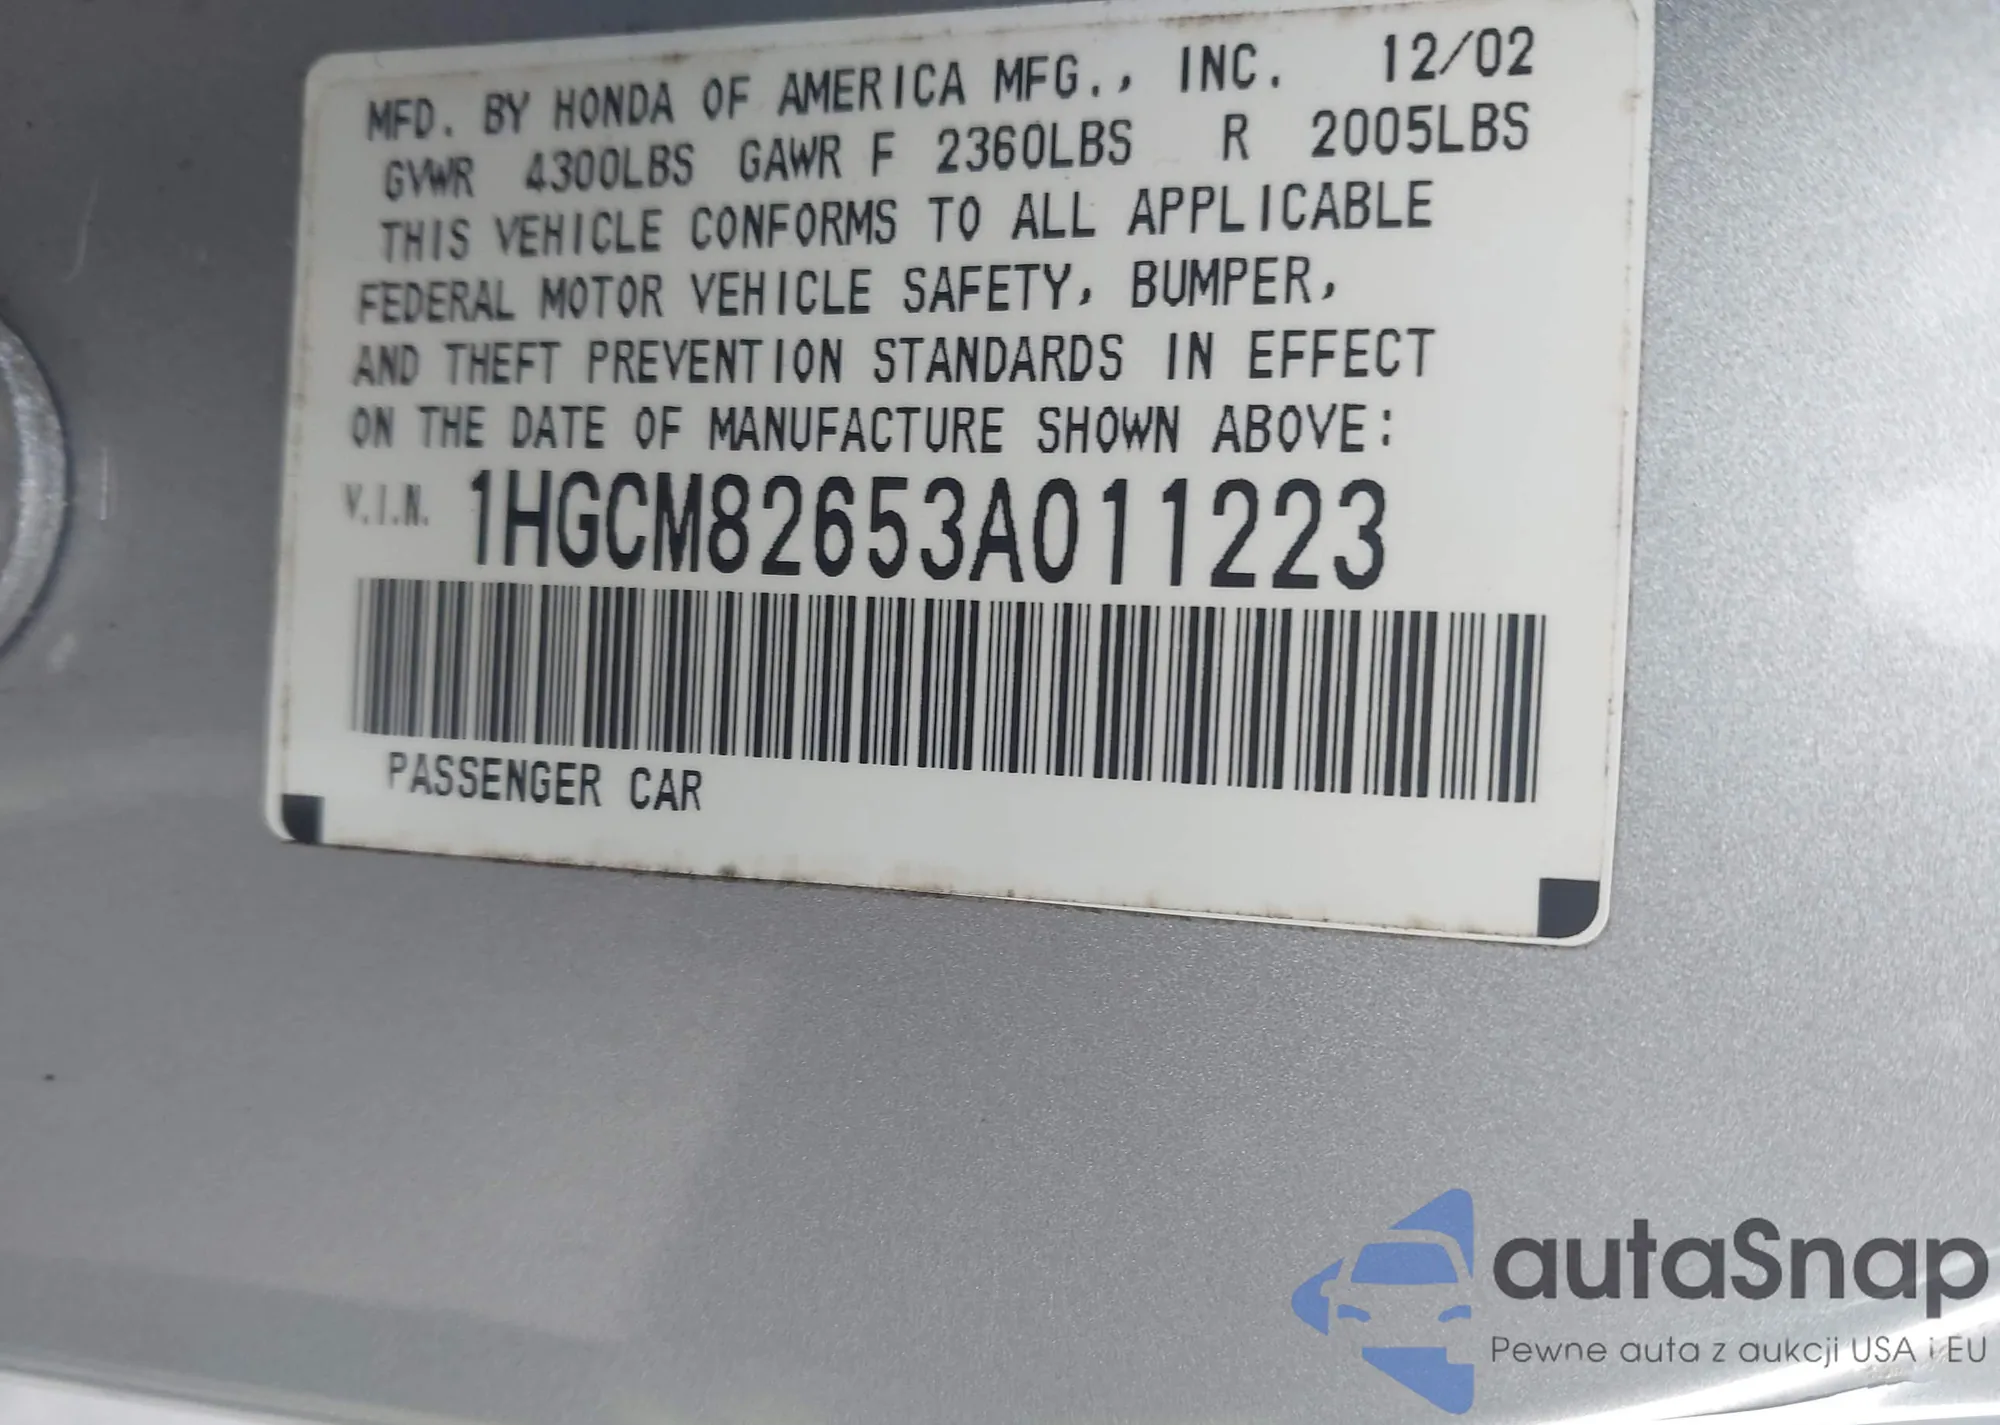 MFD. BY HONDA OF AMERICA MFG., INC. 12/02
GVWR 4300LBS GAWR F 2360LBS R 2005LBS
THIS VEHICLE CONFORMS TO ALL APPLICABLE
FEDERAL MOTOR VEHICLE SAFETY, BUMPER,
AND THEFT PREVENTION STANDARDS IN EFFECT
ON THE DATE OF MANUFACTURE SHOWN ABOVE:
V.I.N. 1HGCM82653A011223
PASSENGER CAR
autaSnap
Pewne auta z aukcji USA i EU